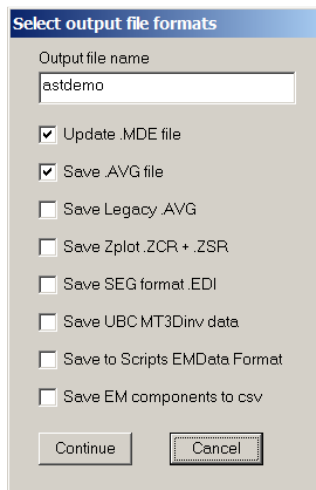 Select output file formats
Output file name
astdemo
Update .MDE file
Save .AVG file
Save Legacy .AVG
Save Zplot .ZCR + .ZSR
Save SEG format .EDI
Save UBC MT3Dinv data
Save to Scripts EMData Format
Save EM components to csv
Continue
Cancel